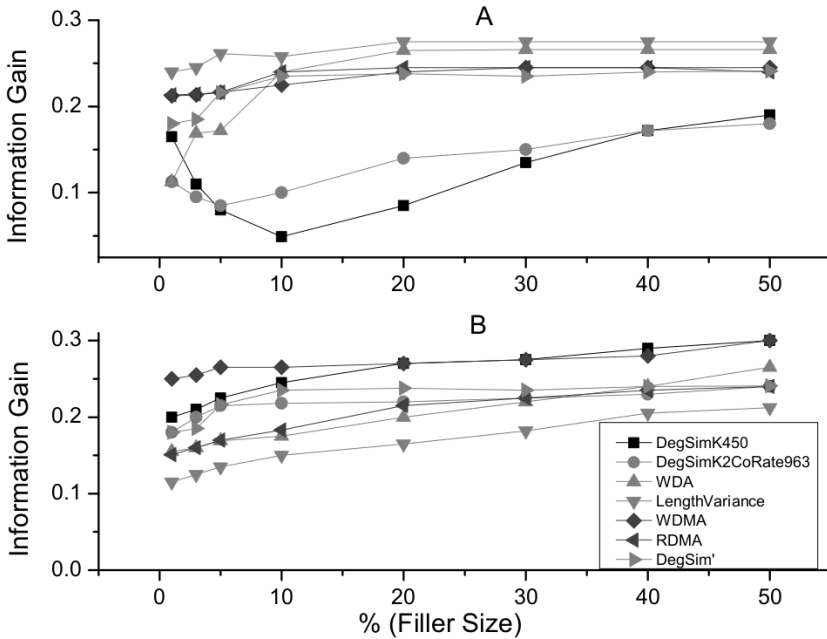 A
Information Gain
0.3
0.2
0.1
0 10 20 30 40 50
B
Information Gain
0.3
0.2
0.1
0.0
DegSimK450
DegSimK2CoRate963
WDA
LengthVariance
WDMA
RDMA
DegSim'
0 10 20 30 40 50
% (Filler Size)